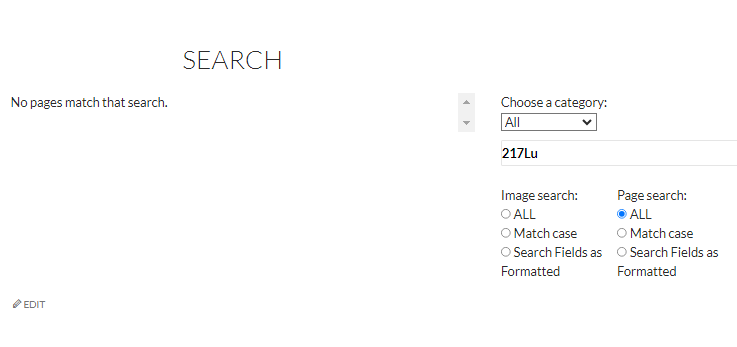 SEARCH
No pages match that search.
Choose a category:
All
217Lu
Image search:
ALL
Match case
Search Fields as
Formatted
Page search:
ALL
Match case
Search Fields as
Formatted
EDIT